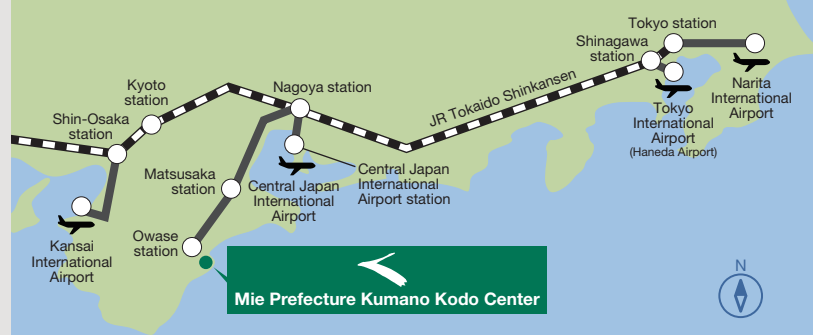 Tokyo station
Shinagawa
station
Narita
International
Airport
Tokyo
International
Airport
(Haneda Airport)
JR Tokaido Shinkansen
Nagoya station
Kyoto
station
Shin-Osaka
station
Matsusaka
station
Central Japan
International
Airport
Central Japan
International
Airport station
Kansai
International
Airport
Owase
station
Mie Prefecture Kumano Kodo Center
N